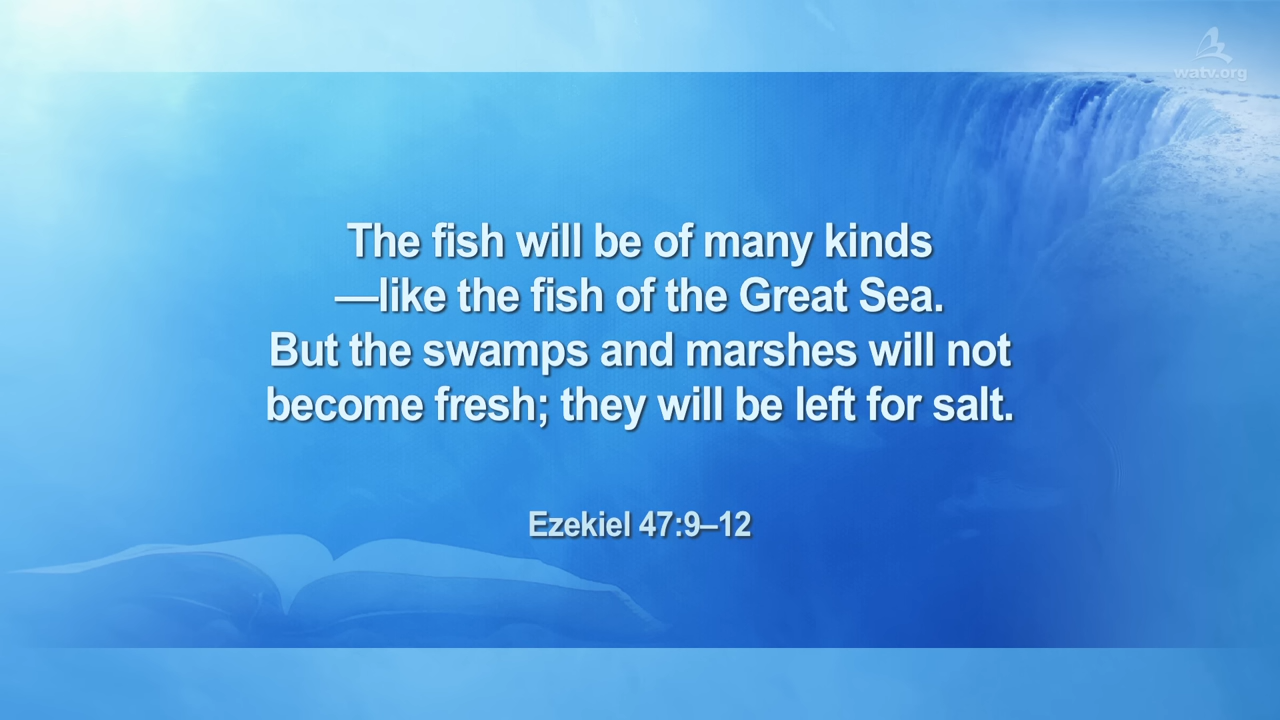 watv.org
The fish will be of many kinds
—like the fish of the Great Sea.
But the swamps and marshes will not
become fresh; they will be left for salt.
Ezekiel 47:9–12